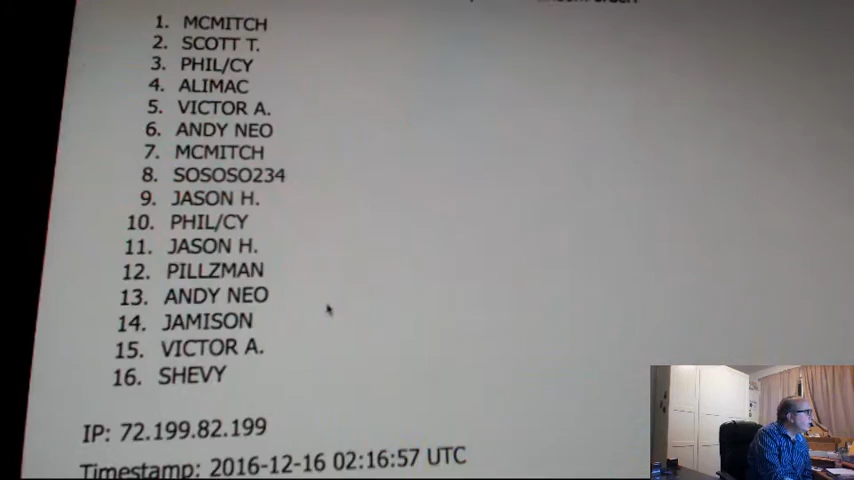 1. MCMITCH
2. SCOTT T.
3. PHIL/CY
4. ALIMAC
5. VICTOR A.
6. ANDY NEO
7. MCMITCH
8. SOSOSO234
9. JASON H.
10. PHIL/CY
11. JASON H.
12. PILLZMAN
13. ANDY NEO
14. JAMISON
15. VICTOR A.
16. SHEVY
IP: 72.199.82.199
Timestamp: 2016-12-16 02:16:57 UTC